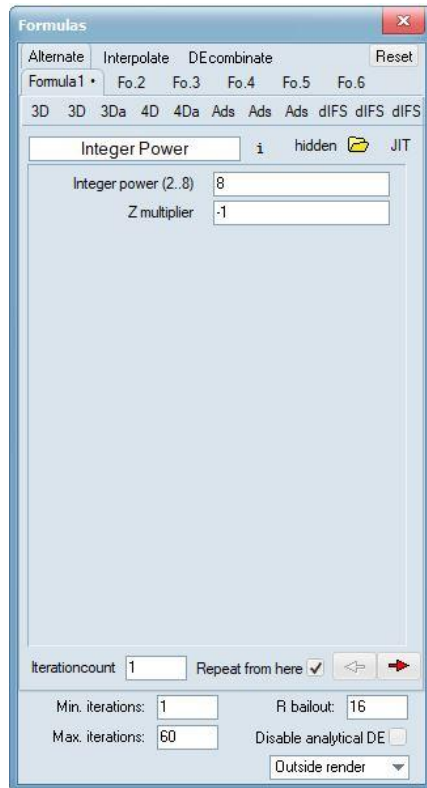 Formulas
Alternate Interpolate DEcombinate Reset
Formula1 • Fo.2 Fo.3 Fo.4 Fo.5 Fo.6
3D 3D 3Da 4D 4Da Ads Ads Ads dIFS dIFS dIFS
Integer Power i hidden JIT
Integer power (2..8) 8
Z multiplier -1
Iterationcount 1 Repeat from here
Min. iterations: 1 R bailout: 16
Max. iterations: 60 Disable analytical DE
Outside render